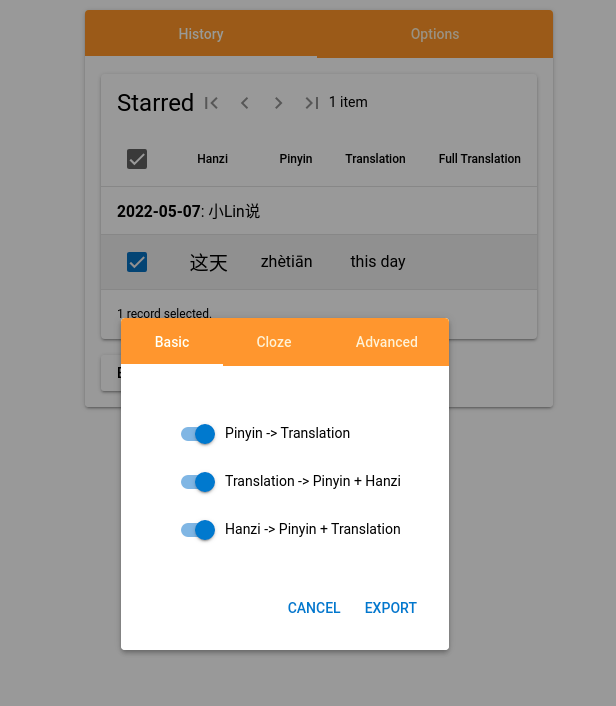 History Options
Starred 1 item
Hanzi Pinyin Translation Full Translation
2022-05-07: 小Lin说
这天 zhètiān this day
1 record selected.
Basic Cloze Advanced
Pinyin -> Translation
Translation -> Pinyin + Hanzi
Hanzi -> Pinyin + Translation
CANCEL EXPORT